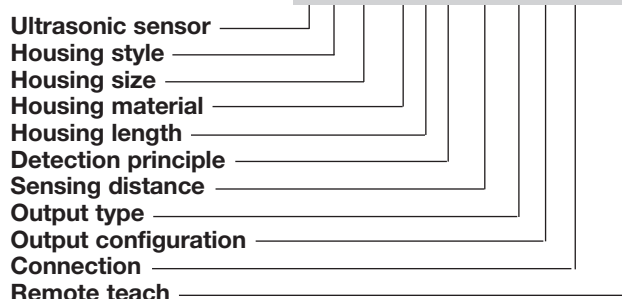 Ultrasonic sensor
Housing style
Housing size
Housing material
Housing length
Detection principle
Sensing distance
Output type
Output configuration
Connection
Remote teach